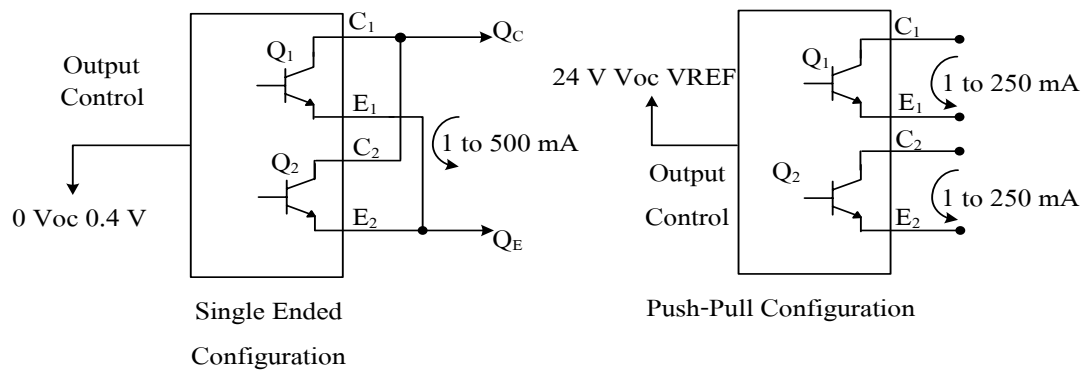 C₁
Q_C
Q₁
Output
Control
E₁
C₂
1 to 500 mA
Q₂
0 Voc 0.4 V
E₂
Q_E
Single Ended
Configuration
C₁
Q₁
24 V Voc VREF
1 to 250 mA
E₁
C₂
Output
Control
Q₂
1 to 250 mA
E₂
Push-Pull Configuration